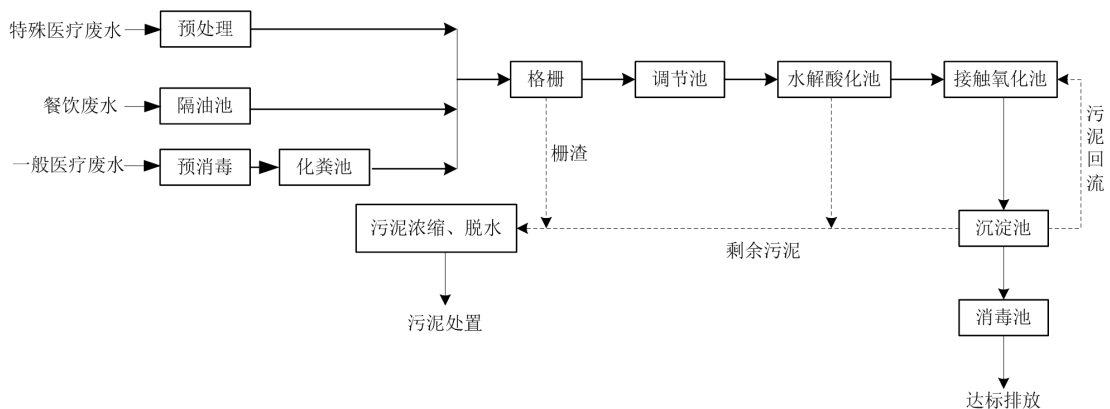 特殊医疗废水
预处理
格栅
调节池
水解酸化池
接触氧化池
餐饮废水
隔油池
污泥回流
栅渣
一般医疗废水
预消毒
化粪池
污泥浓缩、脱水
沉淀池
剩余污泥
污泥处置
消毒池
达标排放